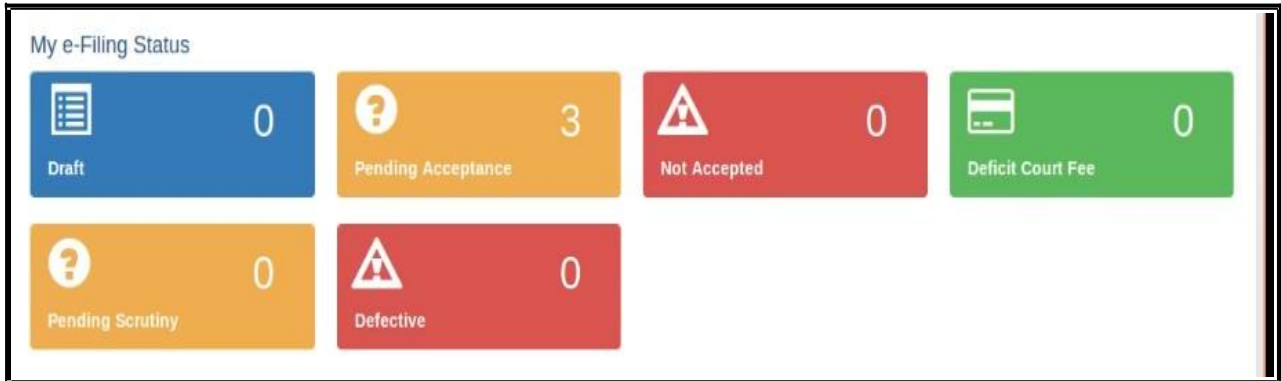 My e-Filing Status
0
Draft
3
Pending Acceptance
0
Not Accepted
0
Deficit Court Fee
0
Pending Scrutiny
0
Defective